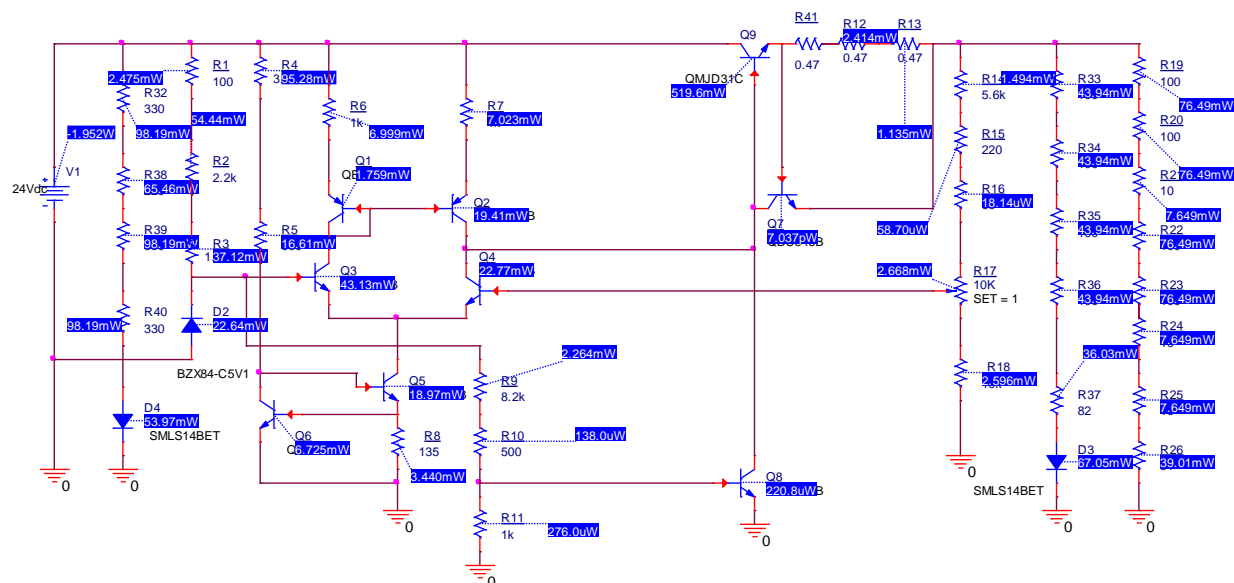 R41
R12
R13
Q9
2.414mW
0.47
0.47
0.47
QMJD31C
519.6mW
1.135mW
R1
100
2.475mW
R32
330
98.19mW
54.44mW
-1.952W
V1
24Vdc
R4
95.28mW
R6
1k
6.999mW
R7
7.023mW
R14
5.6k
1.494mW
R33
43.94mW
R19
100
76.49mW
R20
100
76.49mW
R15
220
R34
43.94mW
R38
65.46mW
R2
2.2k
Q1
1.759mW
Q2
19.41mW
R16
18.14uW
R21
10
7.649mW
R39
98.19mW
R3
37.12mW
R5
16.61mW
Q7
7.037pW
58.70uW
R35
43.94mW
R22
76.49mW
Q3
43.13mW
Q4
22.77mW
2.668mW
R17
10K
SET = 1
R36
43.94mW
R23
76.49mW
R40
330
98.19mW
D2
22.64mW
R24
7.649mW
BZX84-C5V1
2.264mW
R9
8.2k
Q5
18.97mW
R18
2.596mW
36.03mW
R37
82
R25
7.649mW
D4
53.97mW
SMLS14BET
Q6
6.725mW
R8
135
3.440mW
R10
500
138.0uW
Q8
220.8uW
D3
67.05mW
SMLS14BET
R26
39.01mW
R11
1k
276.0uW
0
0
0
0
0
0
0
0